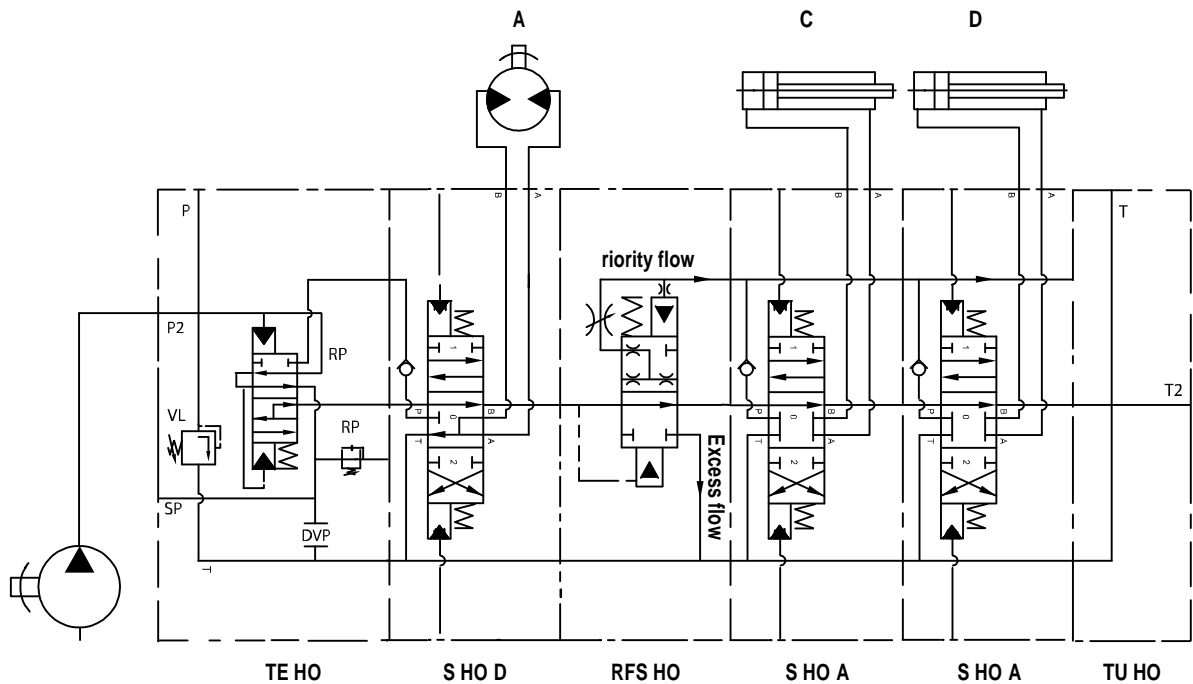 A
C
D
B
A
B
A
B
A
P
T
riority flow
P2
RP
T2
1
1
1
VL
RP
P
0
B
P
0
B
P
0
B
T
A
T
A
T
A
2
2
2
Excess flow
SP
DVP
T
TE HO
S HO D
RFS HO
S HO A
S HO A
TU HO